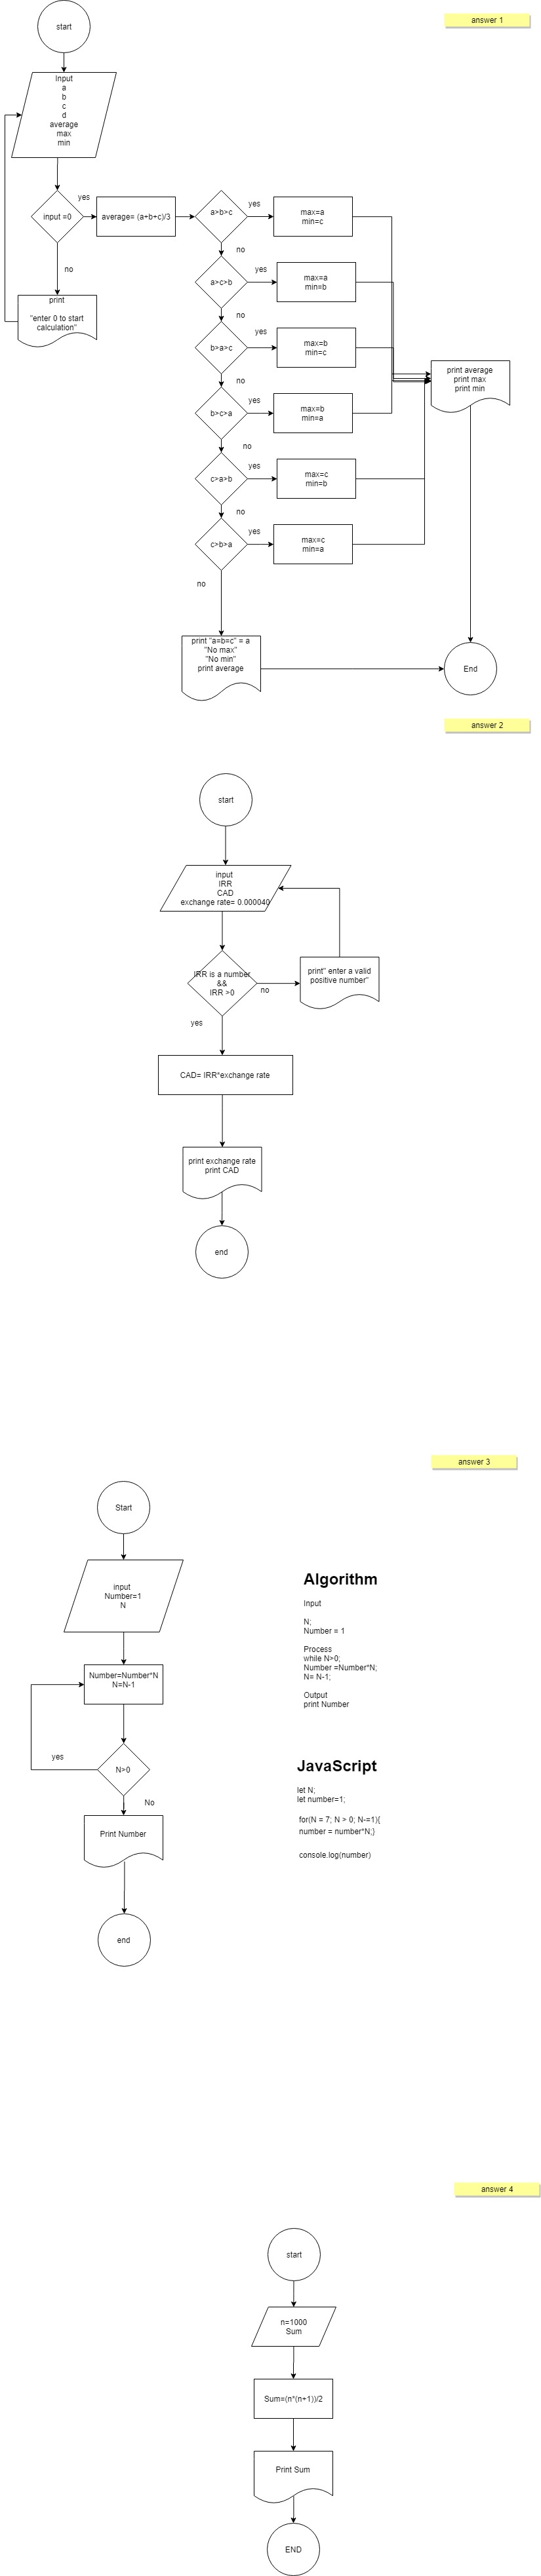 answer 1
start
Input
a
b
c
d
average
max
min
input =0
yes
no
print
"enter 0 to start
calculation"
average= (a+b+c)/3
a>b>c
yes
max=a
min=c
no
a>c>b
yes
max=a
min=b
no
b>a>c
yes
max=b
min=c
no
b>c>a
yes
max=b
min=a
no
c>a>b
yes
max=c
min=b
no
c>b>a
yes
max=c
min=a
no
print average
print max
print min
print "a=b=c" = a
"No max"
"No min"
print average
End
answer 2
start
input
IRR
CAD
exchange rate= 0.000040
IRR is a number
&&
IRR >0
no
print" enter a valid
positive number"
yes
CAD= IRR*exchange rate
print exchange rate
print CAD
end
answer 3
Start
input
Number=1
N
Number=Number*N
N=N-1
yes
N>0
No
Print Number
end
Algorithm
Input
N;
Number = 1
Process
while N>0;
Number =Number*N;
N= N-1;
Output
print Number
JavaScript
let N;
let number=1;
for(N = 7; N > 0; N-=1){
number = number*N;}
console.log(number)
answer 4
start
n=1000
Sum
Sum=(n*(n+1))/2
Print Sum
END